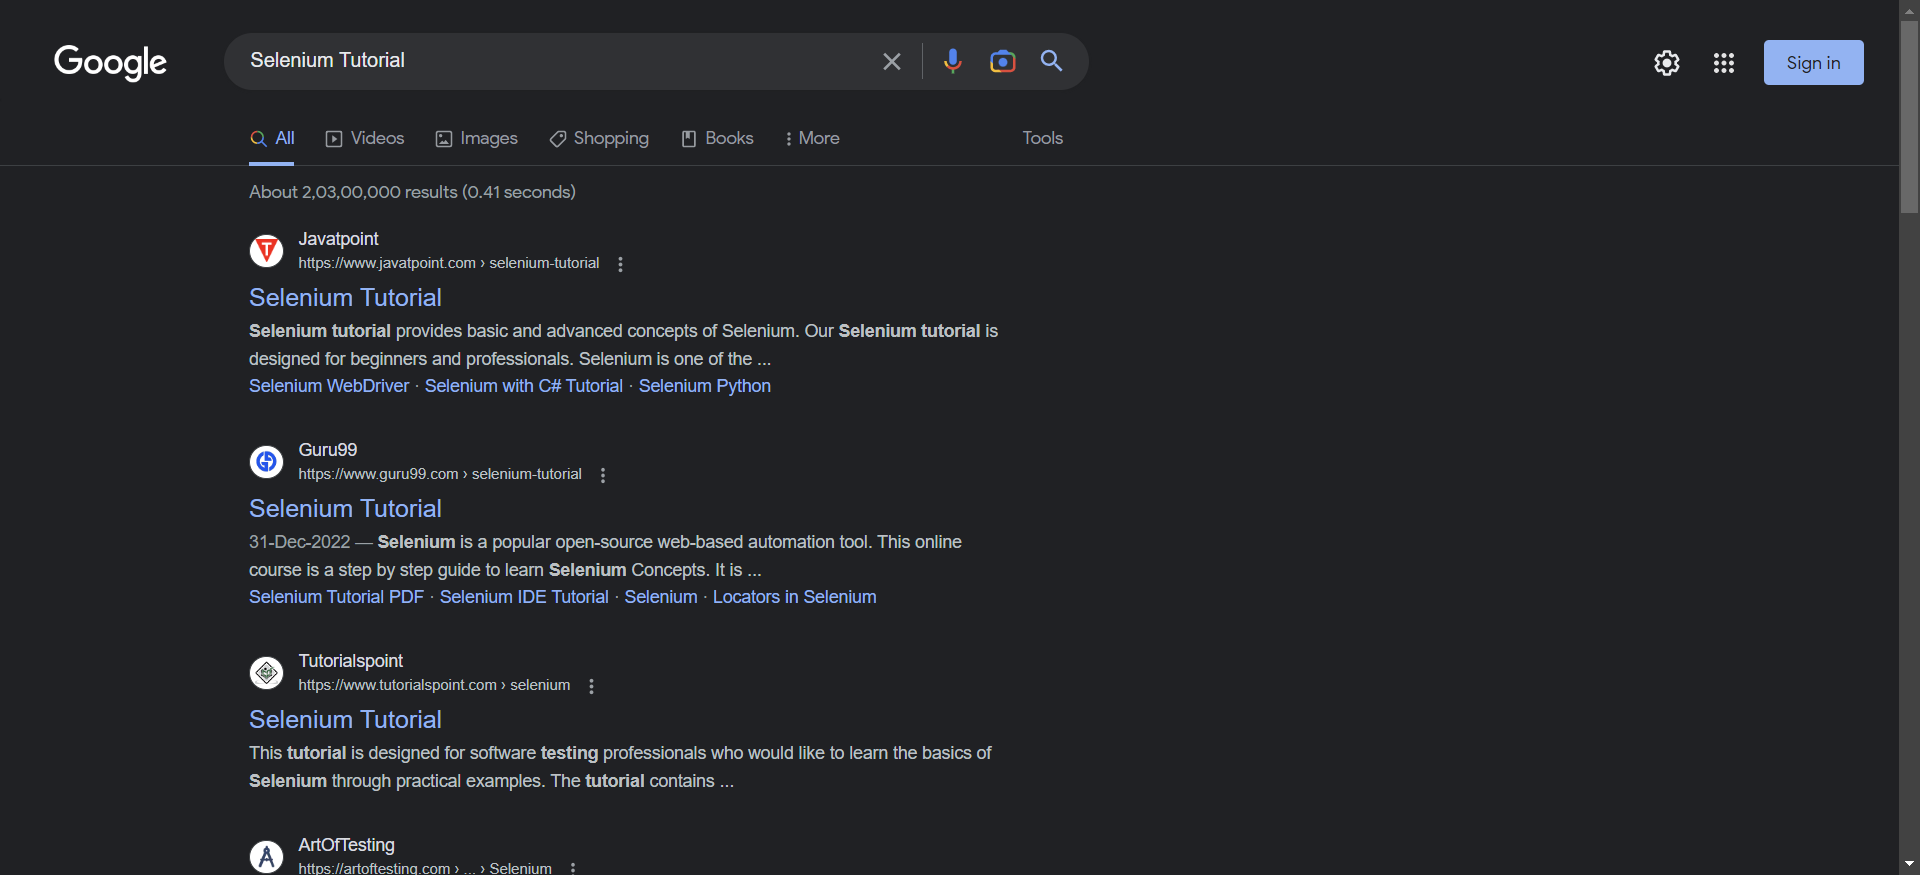 Google
Selenium Tutorial
Sign in
All
Videos
Images
Shopping
Books
More
Tools
About 2,03,00,000 results (0.41 seconds)
Javatpoint
https://www.javatpoint.com › selenium-tutorial
Selenium Tutorial
Selenium tutorial provides basic and advanced concepts of Selenium. Our Selenium tutorial is
designed for beginners and professionals. Selenium is one of the ...
Selenium WebDriver · Selenium with C# Tutorial · Selenium Python
Guru99
https://www.guru99.com › selenium-tutorial
Selenium Tutorial
31-Dec-2022 — Selenium is a popular open-source web-based automation tool. This online
course is a step by step guide to learn Selenium Concepts. It is ...
Selenium Tutorial PDF · Selenium IDE Tutorial · Selenium · Locators in Selenium
Tutorialspoint
https://www.tutorialspoint.com › selenium
Selenium Tutorial
This tutorial is designed for software testing professionals who would like to learn the basics of
Selenium through practical examples. The tutorial contains ...
ArtOfTesting
https://artoftesting.com › ... › Selenium